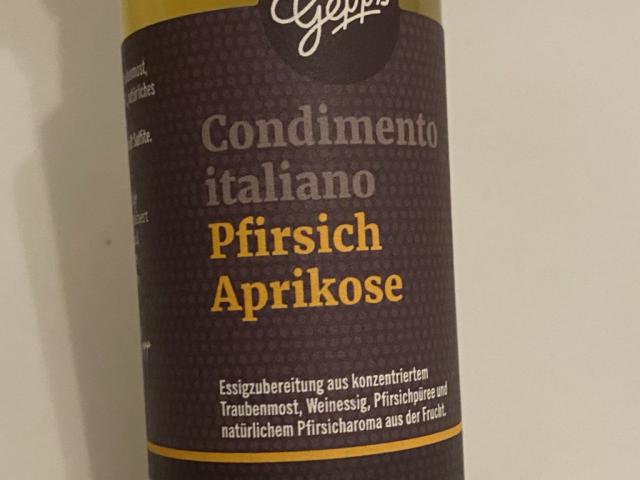 Gepp's
Condimento
italiano
Pfirsich
Aprikose
Essigzubereitung aus konzentriertem
Traubenmost, Weinessig, Pfirsichpüree und
natürlichem Pfirsicharoma aus der Frucht.